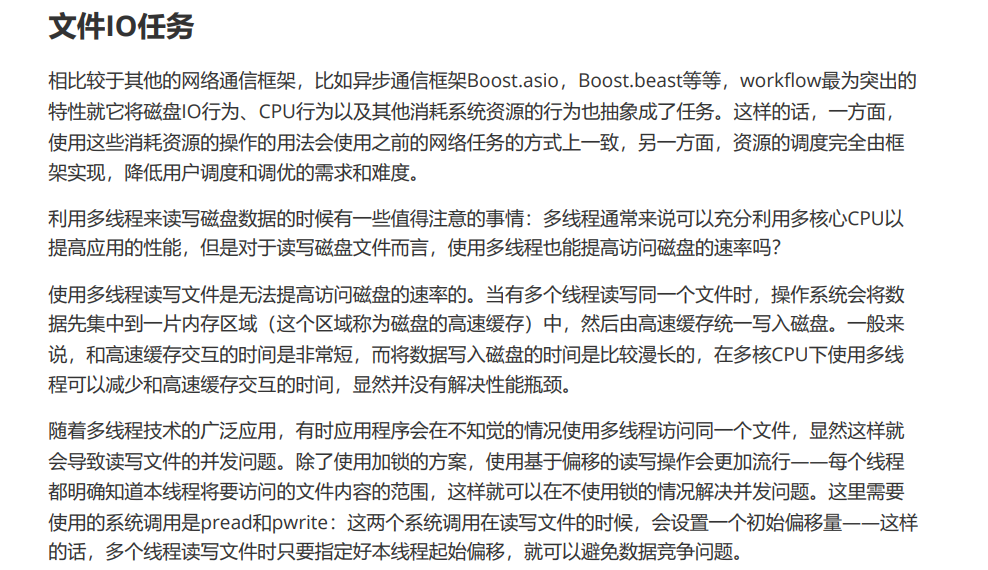 文件IO任务
相比较于其他的网络通信框架，比如异步通信框架Boost.asio，Boost.beast等等，workflow最为突出的
特性就它将磁盘IO行为、CPU行为以及其他消耗系统资源的行为也抽象成了任务。这样的话，一方面，
使用这些消耗资源的操作的用法会使用之前的网络任务的方式上一致，另一方面，资源的调度完全由框
架实现，降低用户调度和调优的需求和难度。
利用多线程来读写磁盘数据的时候有一些值得注意的事情：多线程通常来说可以充分利用多核心CPU以
提高应用的性能，但是对于读写磁盘文件而言，使用多线程也能提高访问磁盘的速率吗？
使用多线程读写文件是无法提高访问磁盘的速率的。当有多个线程读写同一个文件时，操作系统会将数
据先集中到一片内存区域（这个区域称为磁盘的高速缓存）中，然后由高速缓存统一写入磁盘。一般来
说，和高速缓存交互的时间是非常短，而将数据写入磁盘的时间是比较漫长的，在多核CPU下使用多线
程可以减少和高速缓存交互的时间，显然并没有解决性能瓶颈。
随着多线程技术的广泛应用，有时应用程序会在不知觉的情况使用多线程访问同一个文件，显然这样就
会导致读写文件的并发问题。除了使用加锁的方案，使用基于偏移的读写操作会更加流行——每个线程
都明确知道本线程将要访问的文件内容的范围，这样就可以在不使用锁的情况解决并发问题。这里需要
使用的系统调用是pread和pwrite：这两个系统调用在读写文件的时候，会设置一个初始偏移量——这样
的话，多个线程读写文件时只要指定好本线程起始偏移，就可以避免数据竞争问题。